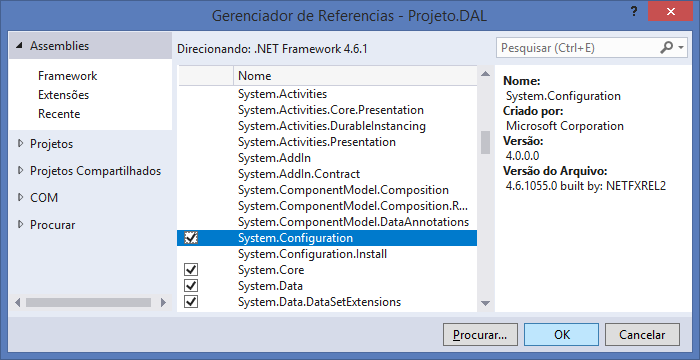 Gerenciador de Referencias - Projeto.DAL
?
Assemblies
Framework
Extensões
Recente
Projetos
Projetos Compartilhados
COM
Procurar
Direcionando: .NET Framework 4.6.1
Nome
System.Activities
System.Activities.Core.Presentation
System.Activities.DurableInstancing
System.Activities.Presentation
System.AddIn
System.AddIn.Contract
System.ComponentModel.Composition
System.ComponentModel.Composition.R...
System.ComponentModel.DataAnnotations
System.Configuration
System.Configuration.Install
System.Core
System.Data
System.Data.DataSetExtensions
Pesquisar (Ctrl+E)
Nome:
System.Configuration
Criado por:
Microsoft Corporation
Versão:
4.0.0.0
Versão do Arquivo:
4.6.1055.0 built by: NETFXREL2
Procurar...
OK
Cancelar